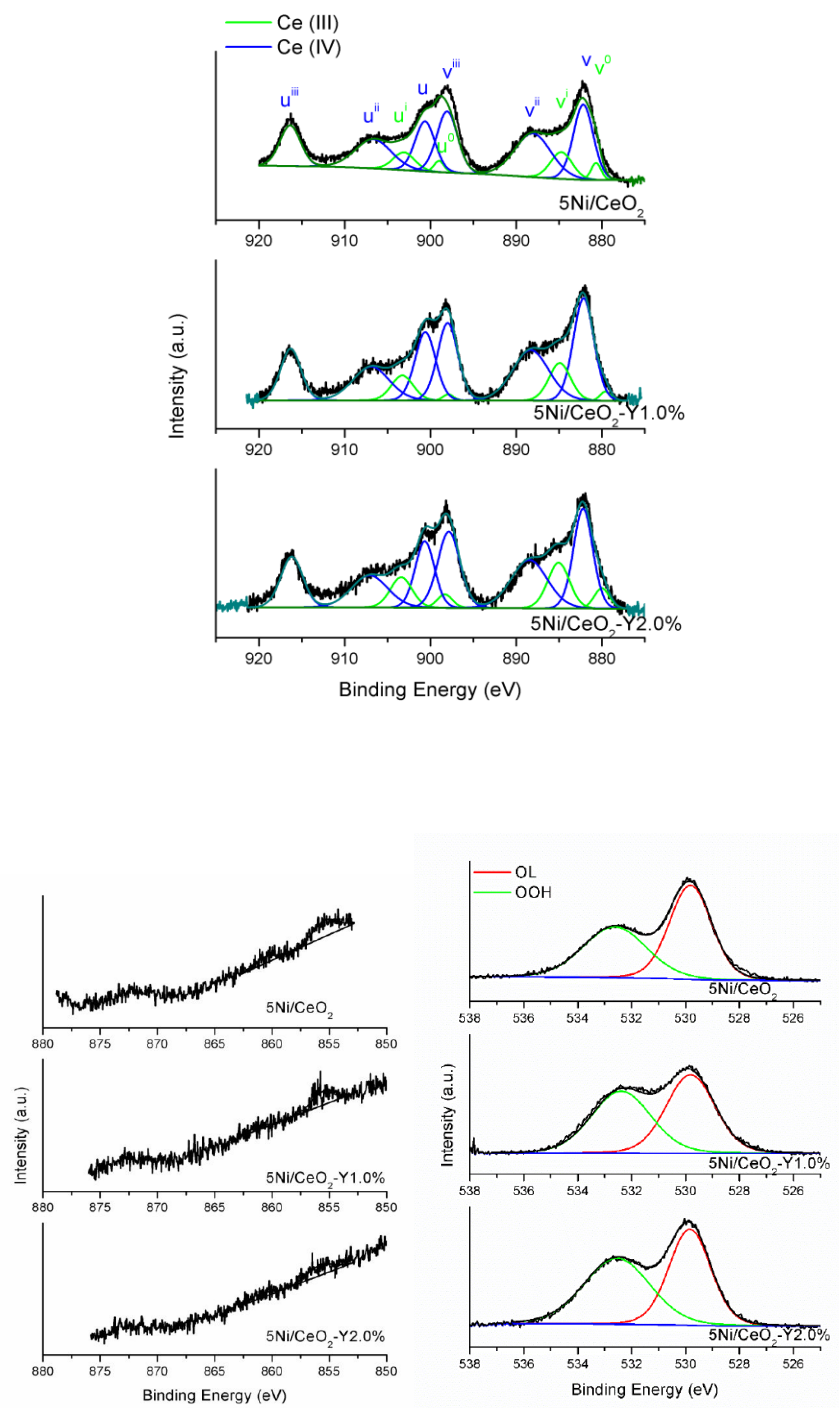 Ce (III)
Ce (IV)
uⁱⁱⁱ
uⁱⁱ
uⁱ
u
vⁱⁱⁱ
u⁰
vⁱⁱ
vⁱ
v
v⁰
5Ni/CeO₂
920 910 900 890 880
5Ni/CeO₂-Y1.0%
920 910 900 890 880
5Ni/CeO₂-Y2.0%
920 910 900 890 880
Intensity (a.u.)
Binding Energy (eV)
5Ni/CeO₂
880 875 870 865 860 855 850
5Ni/CeO₂-Y1.0%
880 875 870 865 860 855 850
5Ni/CeO₂-Y2.0%
880 875 870 865 860 855 850
Intensity (a.u.)
Binding Energy (eV)
OL
OOH
5Ni/CeO₂
538 536 534 532 530 528 526
5Ni/CeO₂-Y1.0%
538 536 534 532 530 528 526
5Ni/CeO₂-Y2.0%
538 536 534 532 530 528 526
Intensity (a.u.)
Binding Energy (eV)